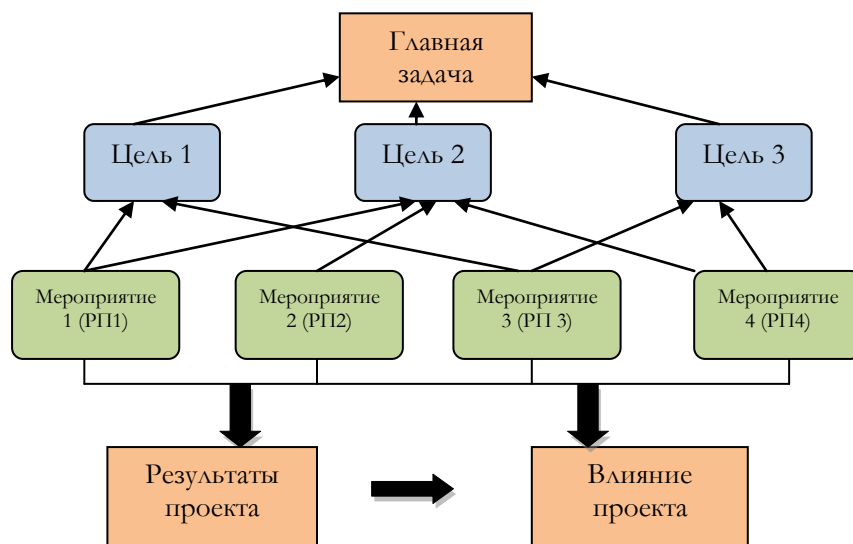 Главная
задача
Цель 1
Цель 2
Цель 3
Мероприятие
1 (РП1)
Мероприятие
2 (РП2)
Мероприятие
3 (РП 3)
Мероприятие
4 (РП4)
Результаты
проекта
Влияние
проекта